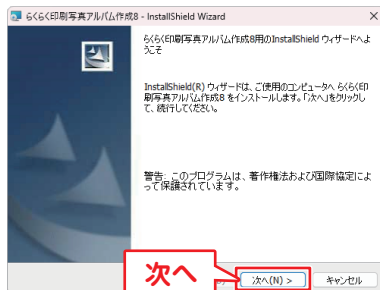 らくらく印刷写真アルバム作成8 - InstallShield Wizard
らくらく印刷写真アルバム作成8用のInstallShield ウィザードへよ
うこそ
InstallShield(R) ウィザードは、ご使用のコンピュータへ らくらく印
刷写真アルバム作成8 をインストールします。「次へ」をクリックし
て、続行してください。
警告: このプログラムは、著作権法および国際協定によ
って保護されています。
次へ
次へ(N) >
キャンセル